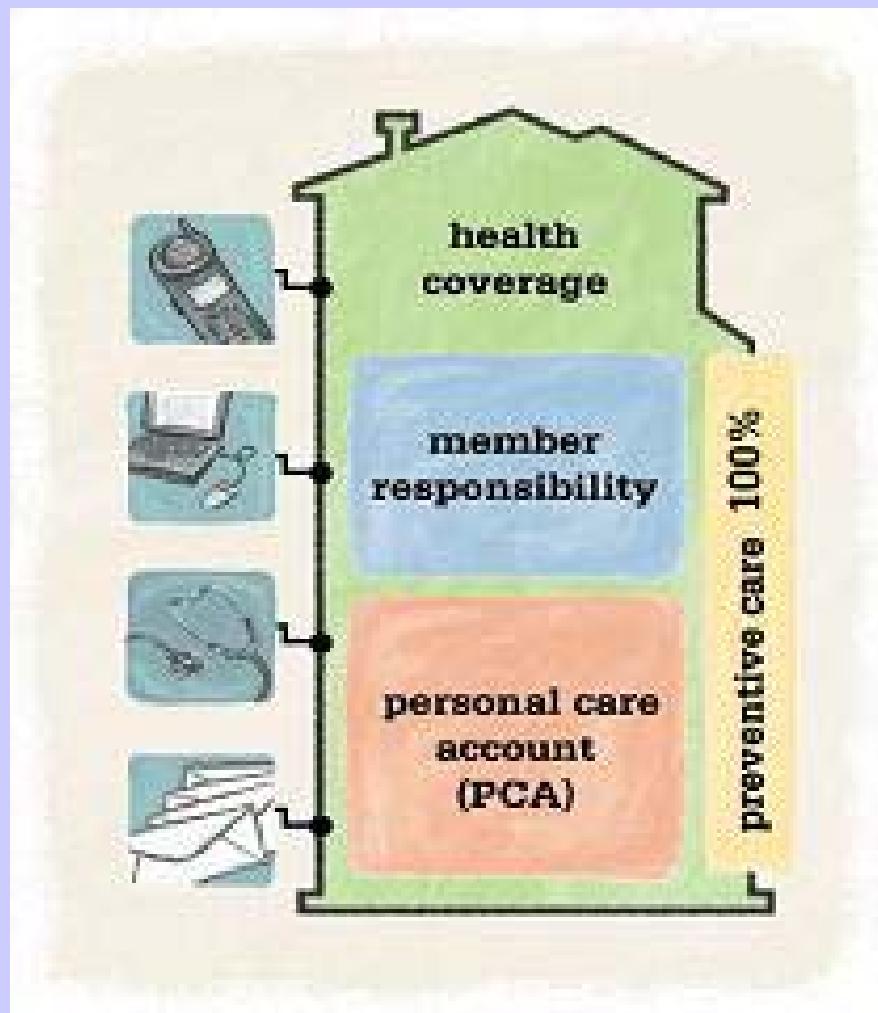 health
coverage
member
responsibility
personal care
account
(PCA)
preventive care 100%